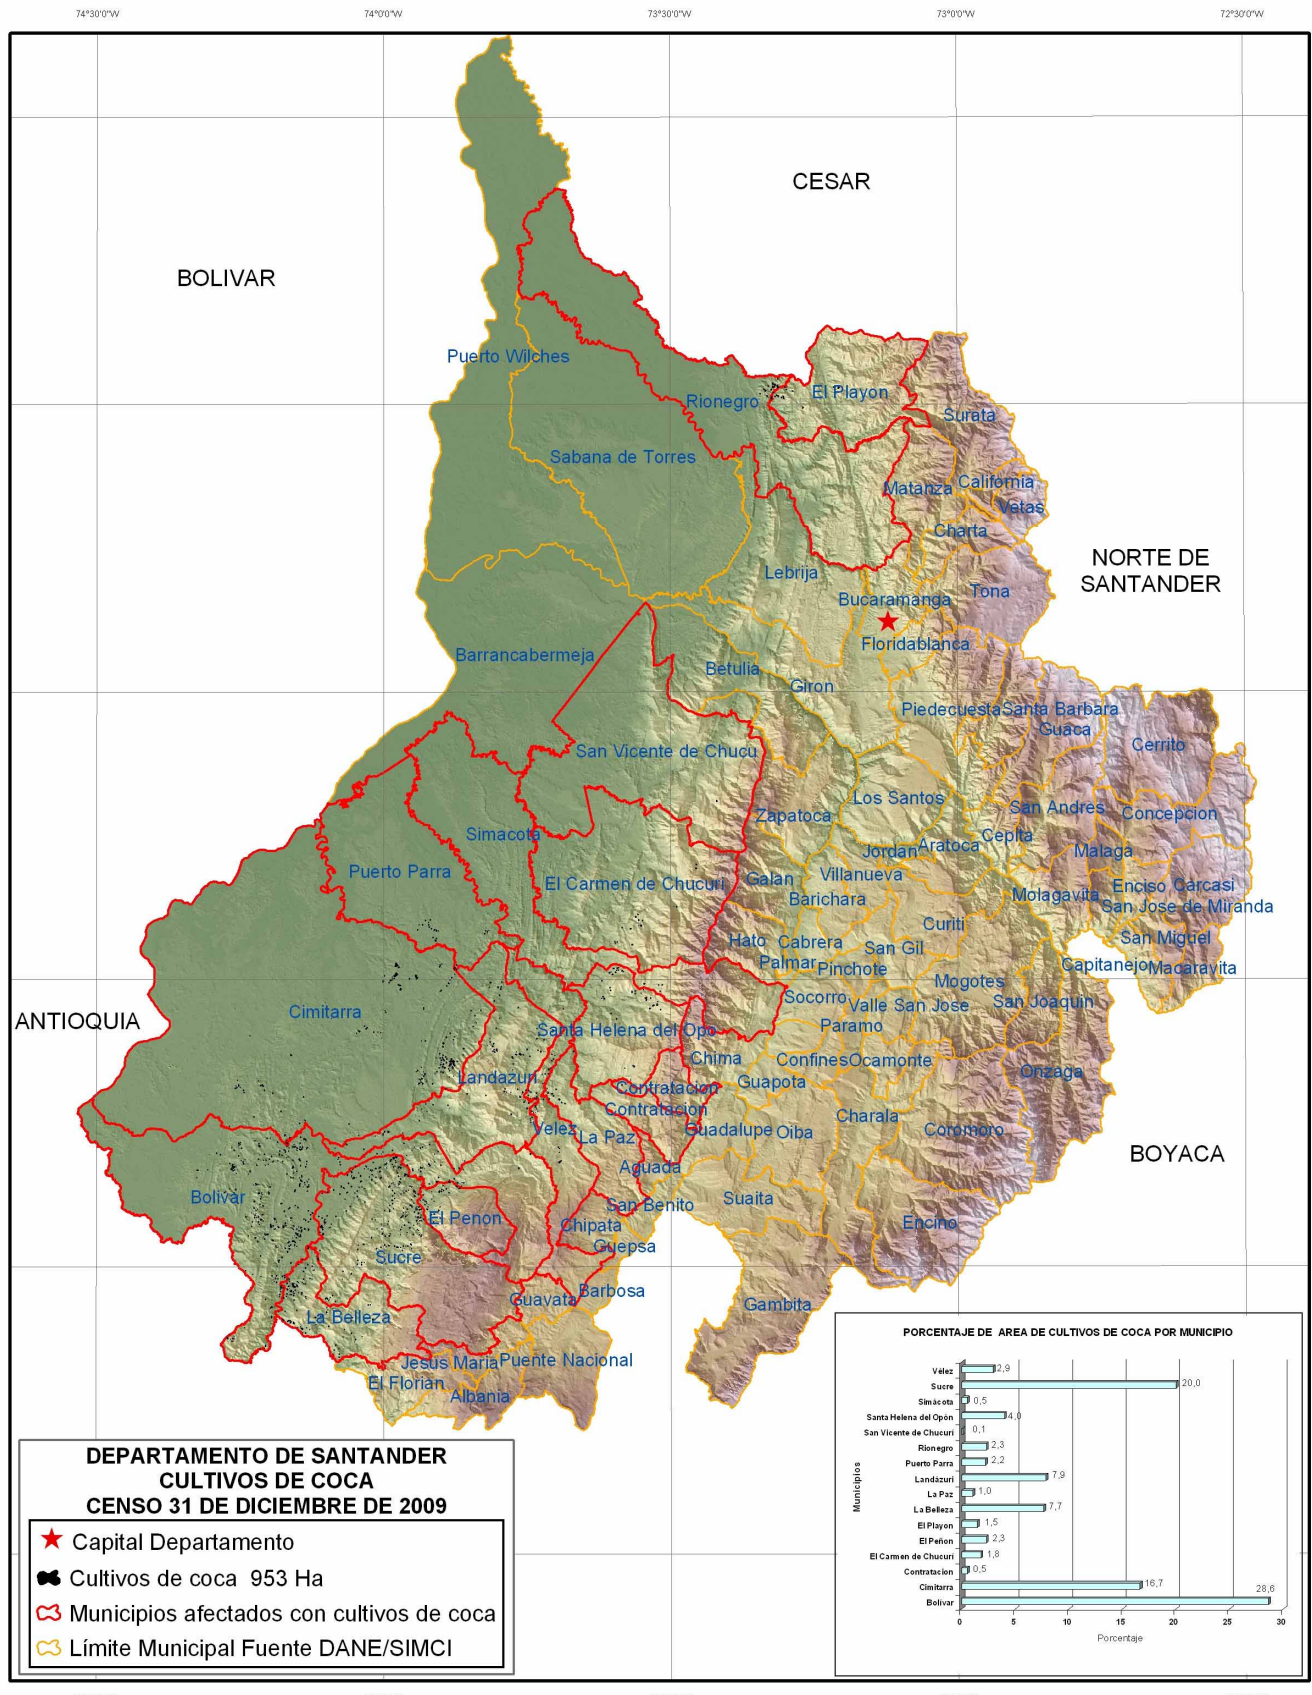 74°30'0"W
74°0'0"W
73°30'0"W
73°0'0"W
72°30'0"W
CESAR
BOLIVAR
Puerto Wilches
Rionegro
El Playon
Surata
Sabana de Torres
Matanza
California
Vetas
Charta
NORTE DE
SANTANDER
Lebrija
Bucaramanga
Tona
Floridablanca
Barrancabermeja
Betulia
Giron
Piedecuesta
Santa Barbara
Guaca
Cerrito
San Vicente de Chucu
Los Santos
Zapatoca
San Andres
Concepcion
Simacota
Cepita
Jordan
Aratoca
Malaga
Puerto Parra
El Carmen de Chucuri
Galan
Villanueva
Barichara
Molagavita
Enciso
Carcasi
San Jose de Miranda
Curiti
Hato
Cabrera
San Gil
San Miguel
Palmar
Pinchote
Capitanejo
Macaravita
Mogotes
Cimitarra
ANTIOQUIA
Socorro
Valle San Jose
San Joaquin
Santa Helena del Opo
Paramo
Chima
Confines
Ocamonte
Onzaga
Landazuri
Contratacion
Guapota
Contratacion
Charala
Velez
La Paz
Guadalupe
Oiba
Coromoro
BOYACA
Aguada
Bolivar
San Benito
Suaita
El Penon
Chipata
Encino
Guepsa
Sucre
Guavata
Barbosa
Gambita
La Belleza
Jesus Maria
Puente Nacional
El Florian
Albania
DEPARTAMENTO DE SANTANDER
CULTIVOS DE COCA
CENSO 31 DE DICIEMBRE DE 2009
Capital Departamento
Cultivos de coca 953 Ha
Municipios afectados con cultivos de coca
Límite Municipal Fuente DANE/SIMCI
PORCENTAJE DE AREA DE CULTIVOS DE COCA POR MUNICIPIO
Municipios
Vélez 2,9
Sucre 20,0
Simácota 0,5
Santa Helena del Opón 4,0
San Vicente de Chucurí 0,1
Rionegro 2,3
Puerto Parra 2,2
Landázuri 7,9
La Paz 1,0
La Belleza 7,7
El Playon 1,5
El Peñon 2,3
El Carmen de Chucurí 1,8
Contratacion 0,5
Cimitarra 16,7
Bolívar 28,6
0 5 10 15 20 25 30
Porcentaje